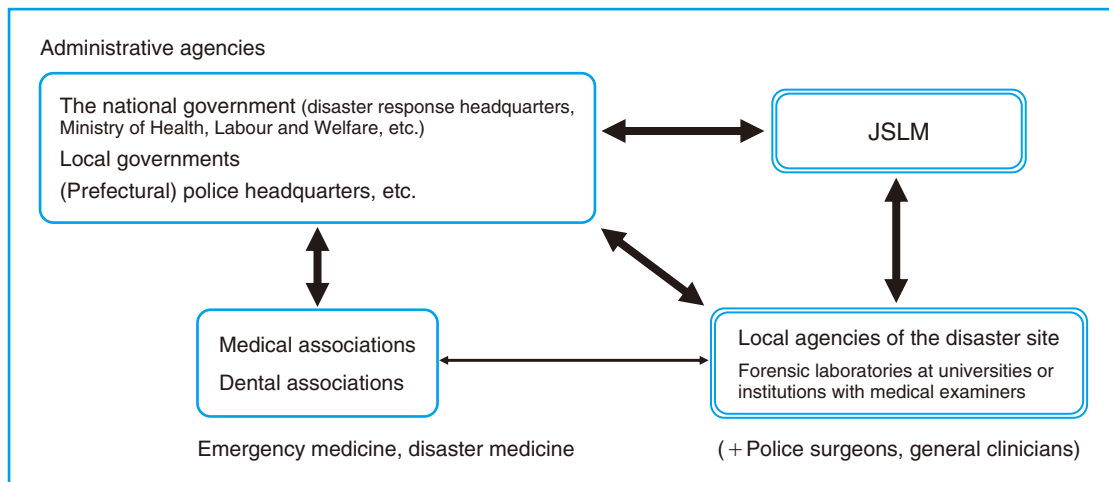 Administrative agencies
The national government (disaster response headquarters,
Ministry of Health, Labour and Welfare, etc.)
Local governments
(Prefectural) police headquarters, etc.
JSLM
Medical associations
Dental associations
Local agencies of the disaster site
Forensic laboratories at universities or
institutions with medical examiners
Emergency medicine, disaster medicine
(+Police surgeons, general clinicians)